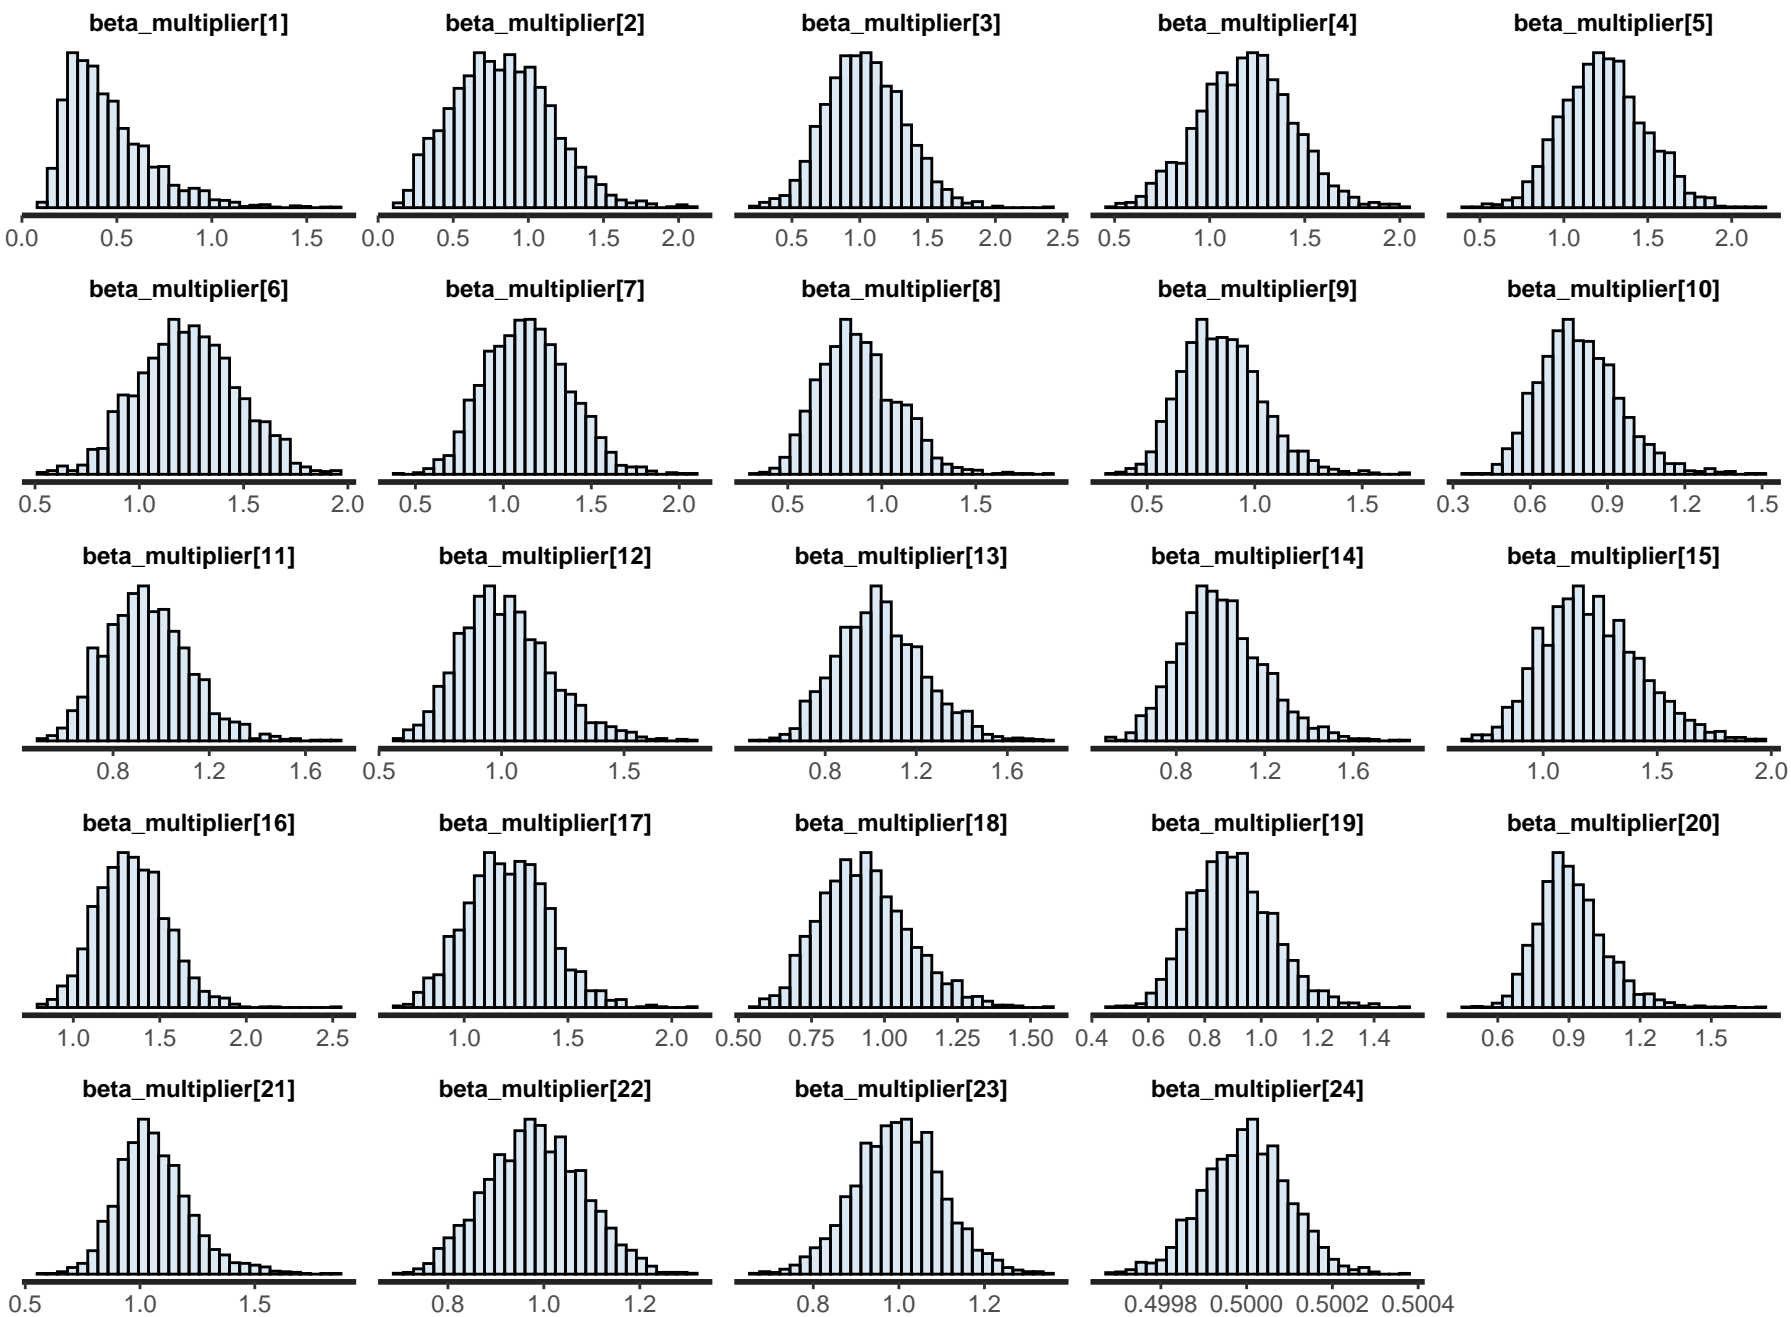 beta_multiplier[1] beta_multiplier[2] beta_multiplier[3] beta_multiplier[4] beta_multiplier[5]
0.0 0.5 1.0 1.5 0.0 0.5 1.0 1.5 2.0 0.5 1.0 1.5 2.0 2.5 0.5 1.0 1.5 2.0 0.5 1.0 1.5 2.0
beta_multiplier[6] beta_multiplier[7] beta_multiplier[8] beta_multiplier[9] beta_multiplier[10]
0.5 1.0 1.5 2.0 0.5 1.0 1.5 2.0 0.5 1.0 1.5 0.5 1.0 1.5 0.3 0.6 0.9 1.2 1.5
beta_multiplier[11] beta_multiplier[12] beta_multiplier[13] beta_multiplier[14] beta_multiplier[15]
0.8 1.2 1.6 0.5 1.0 1.5 0.8 1.2 1.6 0.8 1.2 1.6 1.0 1.5 2.0
beta_multiplier[16] beta_multiplier[17] beta_multiplier[18] beta_multiplier[19] beta_multiplier[20]
1.0 1.5 2.0 2.5 1.0 1.5 2.0 0.50 0.75 1.00 1.25 1.50 0.4 0.6 0.8 1.0 1.2 1.4 0.6 0.9 1.2 1.5
beta_multiplier[21] beta_multiplier[22] beta_multiplier[23] beta_multiplier[24]
0.5 1.0 1.5 0.8 1.0 1.2 0.8 1.0 1.2 0.4998 0.5000 0.5002 0.5004